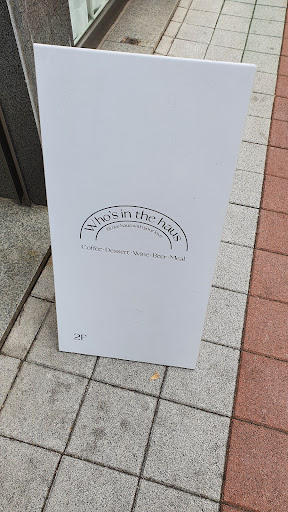 Who's in the haus
Coffee · Dessert · Wine · Beer · Meal
2F